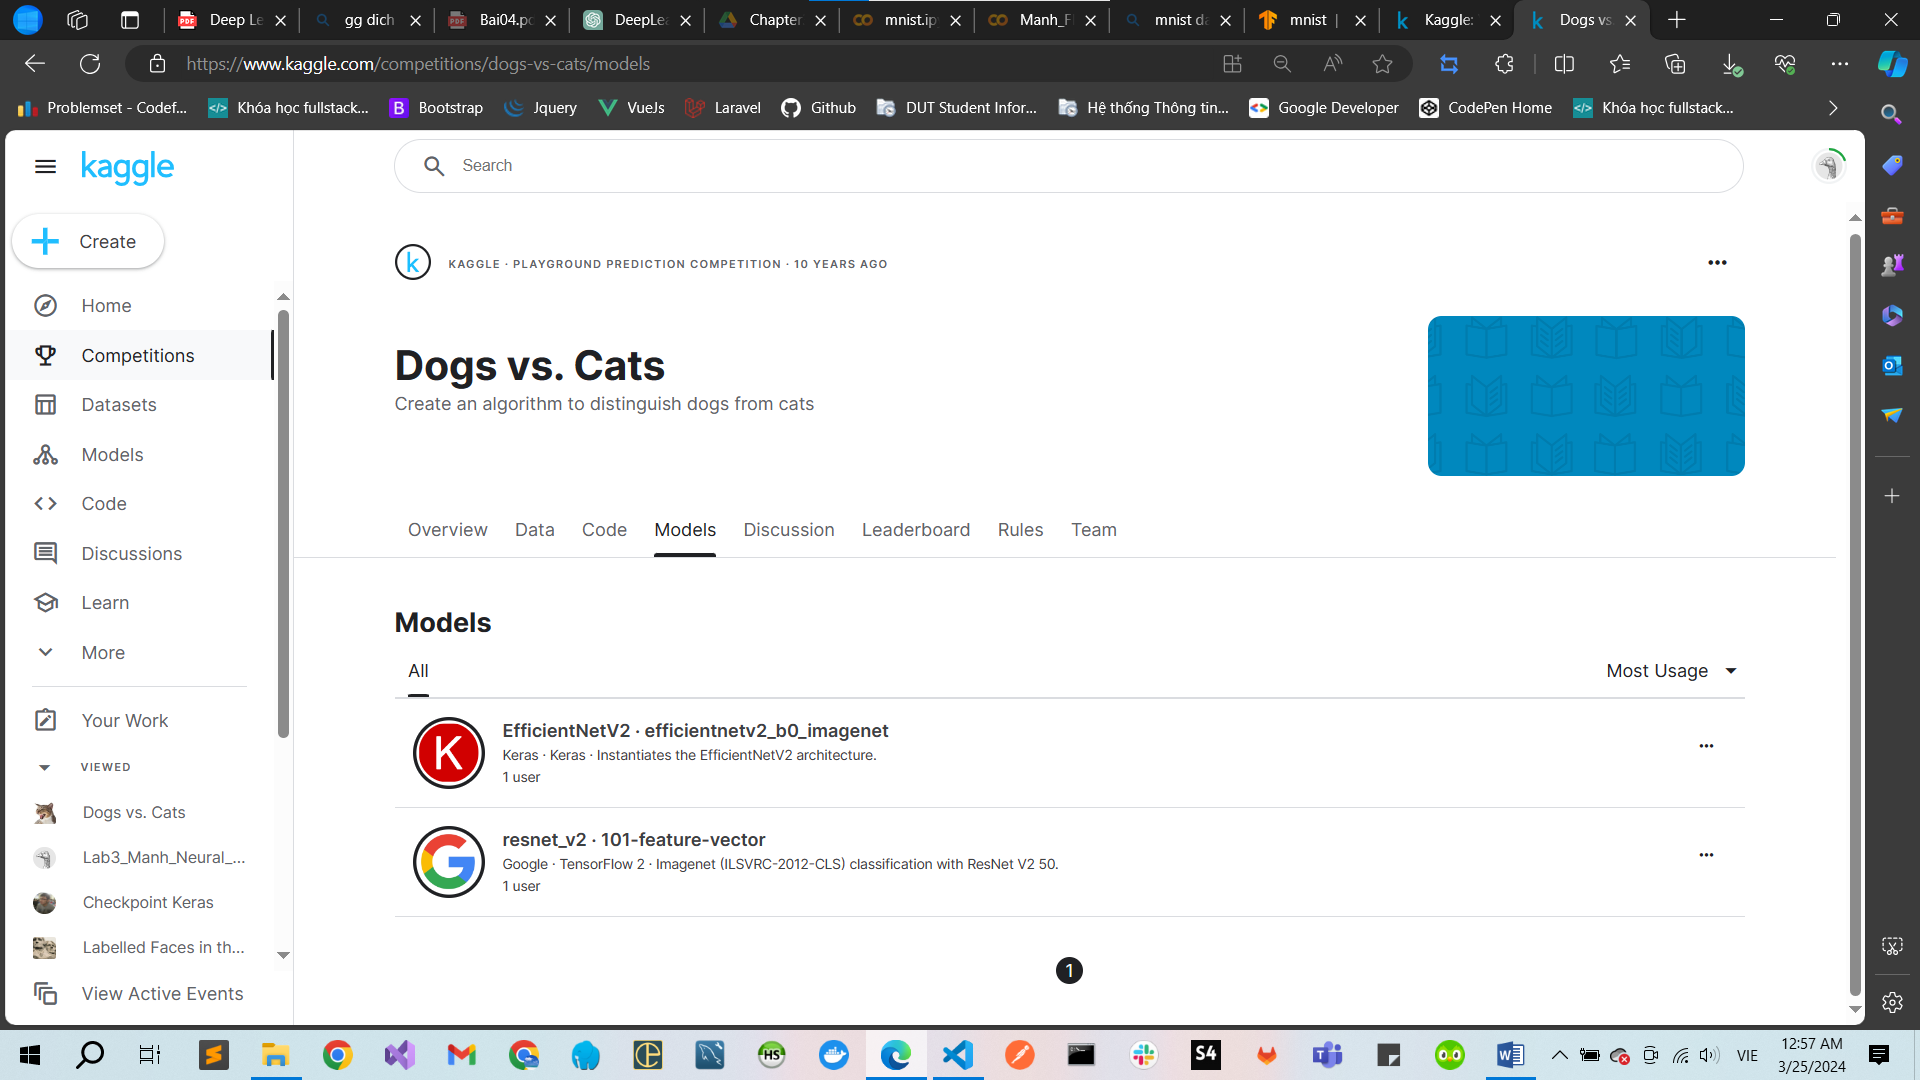 Deep Le
gg dich
Bai04.pd
DeepLea
Chapter
mnist.ip
Manh_Fl
mnist da
mnist |
Kaggle:
Dogs vs.
https://www.kaggle.com/competitions/dogs-vs-cats/models
Problemset - Codef...
Khóa học fullstack...
Bootstrap
Jquery
VueJs
Laravel
Github
DUT Student Infor...
Hệ thống Thông tin...
Google Developer
CodePen Home
Khóa học fullstack...
kaggle
Search
Create
Home
Competitions
Datasets
Models
Code
Discussions
Learn
More
Your Work
VIEWED
Dogs vs. Cats
Lab3_Manh_Neural_...
Checkpoint Keras
Labelled Faces in th...
View Active Events
k
KAGGLE · PLAYGROUND PREDICTION COMPETITION · 10 YEARS AGO
Dogs vs. Cats
Create an algorithm to distinguish dogs from cats
Overview Data Code Models Discussion Leaderboard Rules Team
Models
All
Most Usage
K
EfficientNetV2 · efficientnetv2_b0_imagenet
Keras · Keras · Instantiates the EfficientNetV2 architecture.
1 user
G
resnet_v2 · 101-feature-vector
Google · TensorFlow 2 · Imagenet (ILSVRC-2012-CLS) classification with ResNet V2 50.
1 user
1
HS
S4
VIE
12:57 AM
3/25/2024